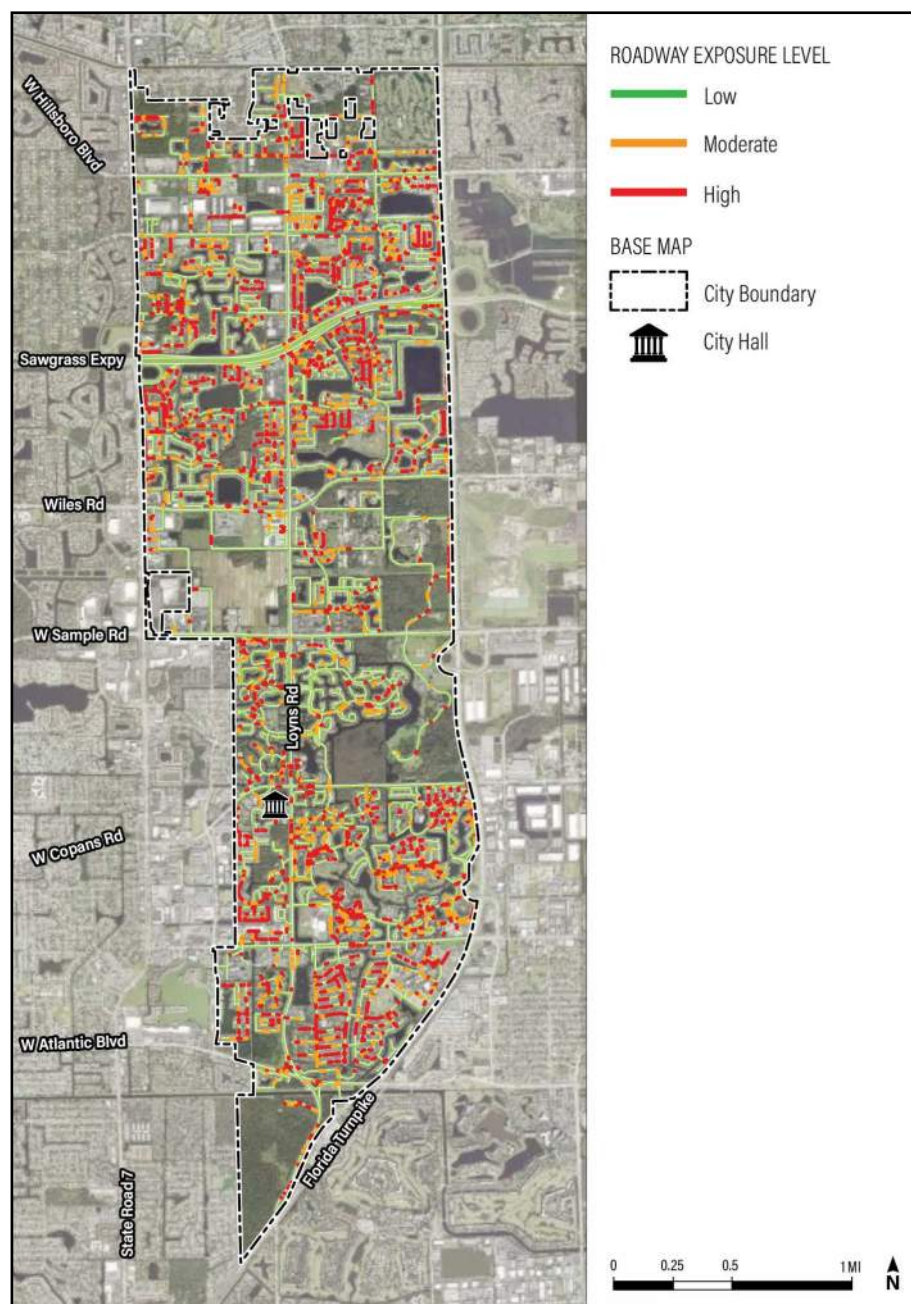 ROADWAY EXPOSURE LEVEL
Low
Moderate
High
BASE MAP
City Boundary
City Hall
W Hillsboro Blvd
Sawgrass Expy
Wiles Rd
W Sample Rd
Loyns Rd
W Copans Rd
W Atlantic Blvd
Florida Turnpike
State Road 7
0 0.25 0.5 1 MI
N